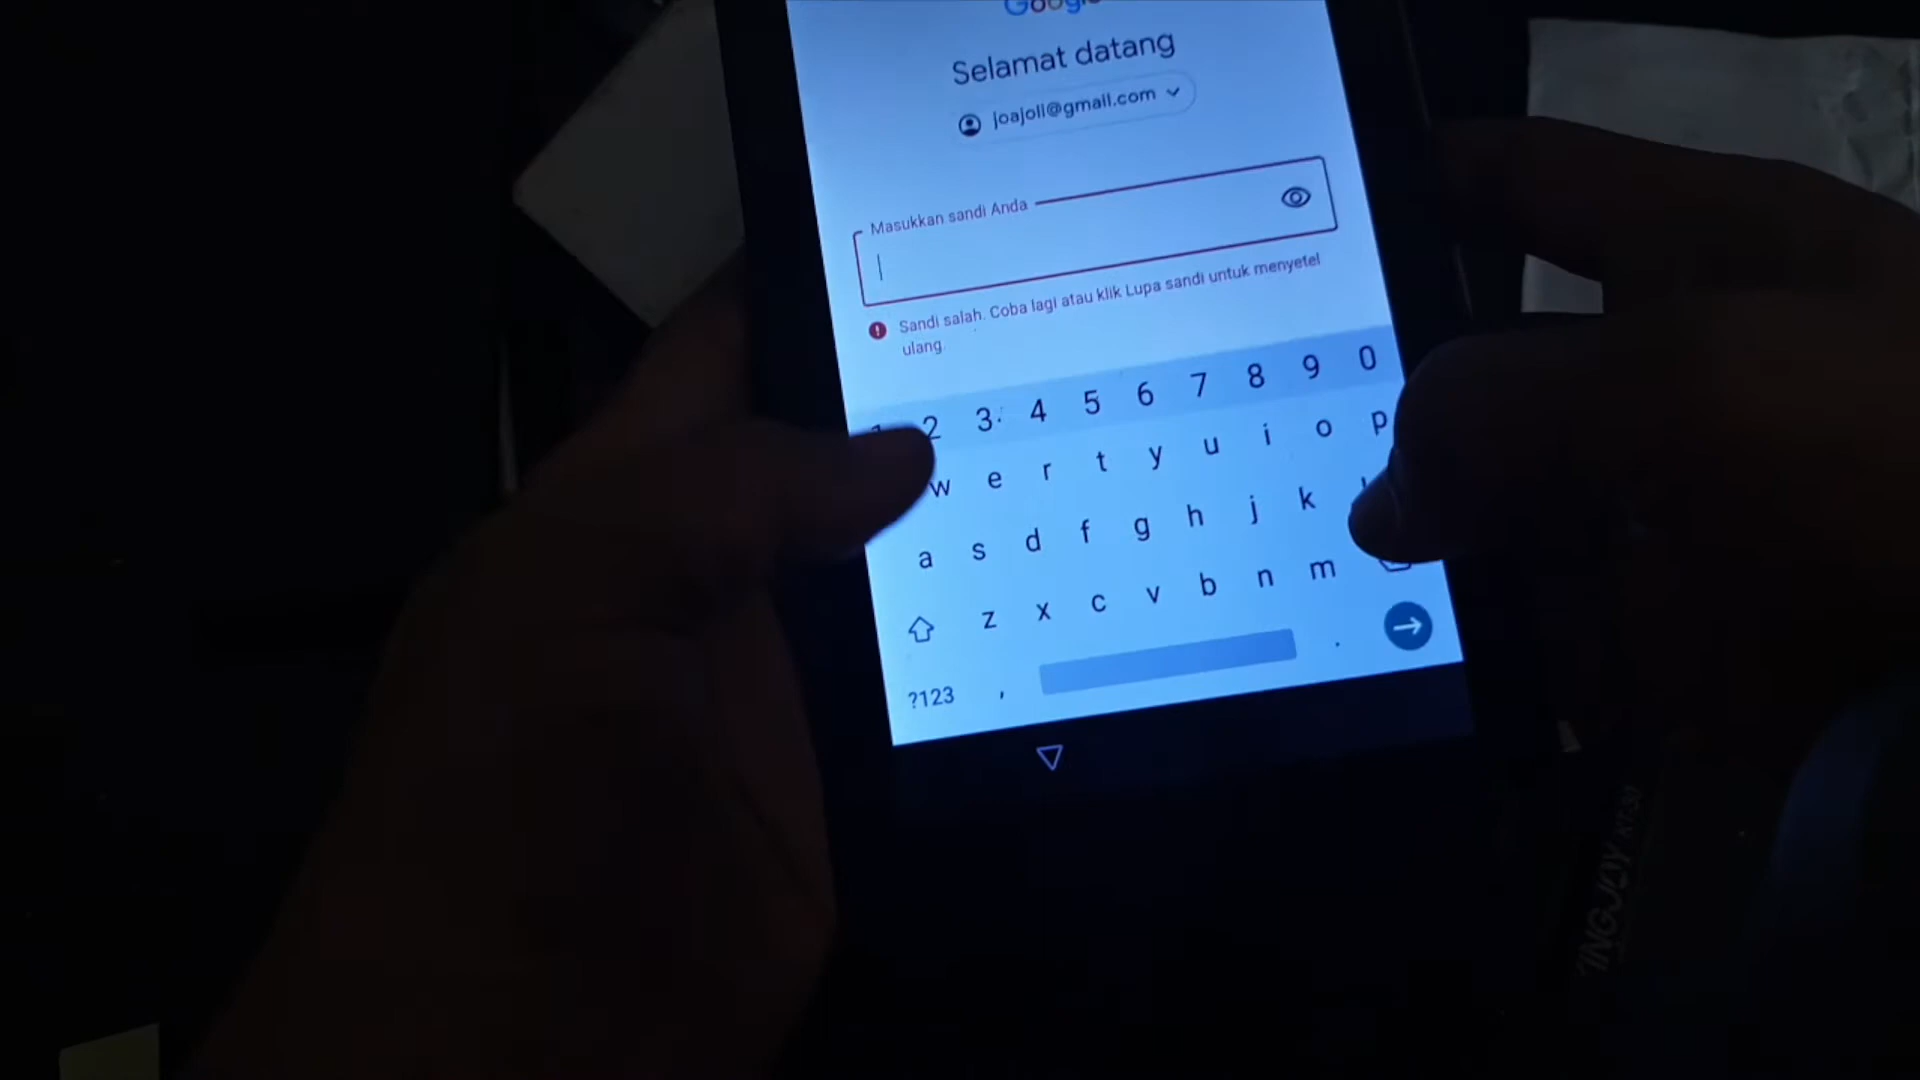 Google
Selamat datang
joajoli@gmail.com
Masukkan sandi Anda
Sandi salah. Coba lagi atau klik Lupa sandi untuk menyetel
ulang.
2 3 4 5 6 7 8 9 0
w e r t y u i o p
a s d f g h j k
z x c v b n m
?123 , .